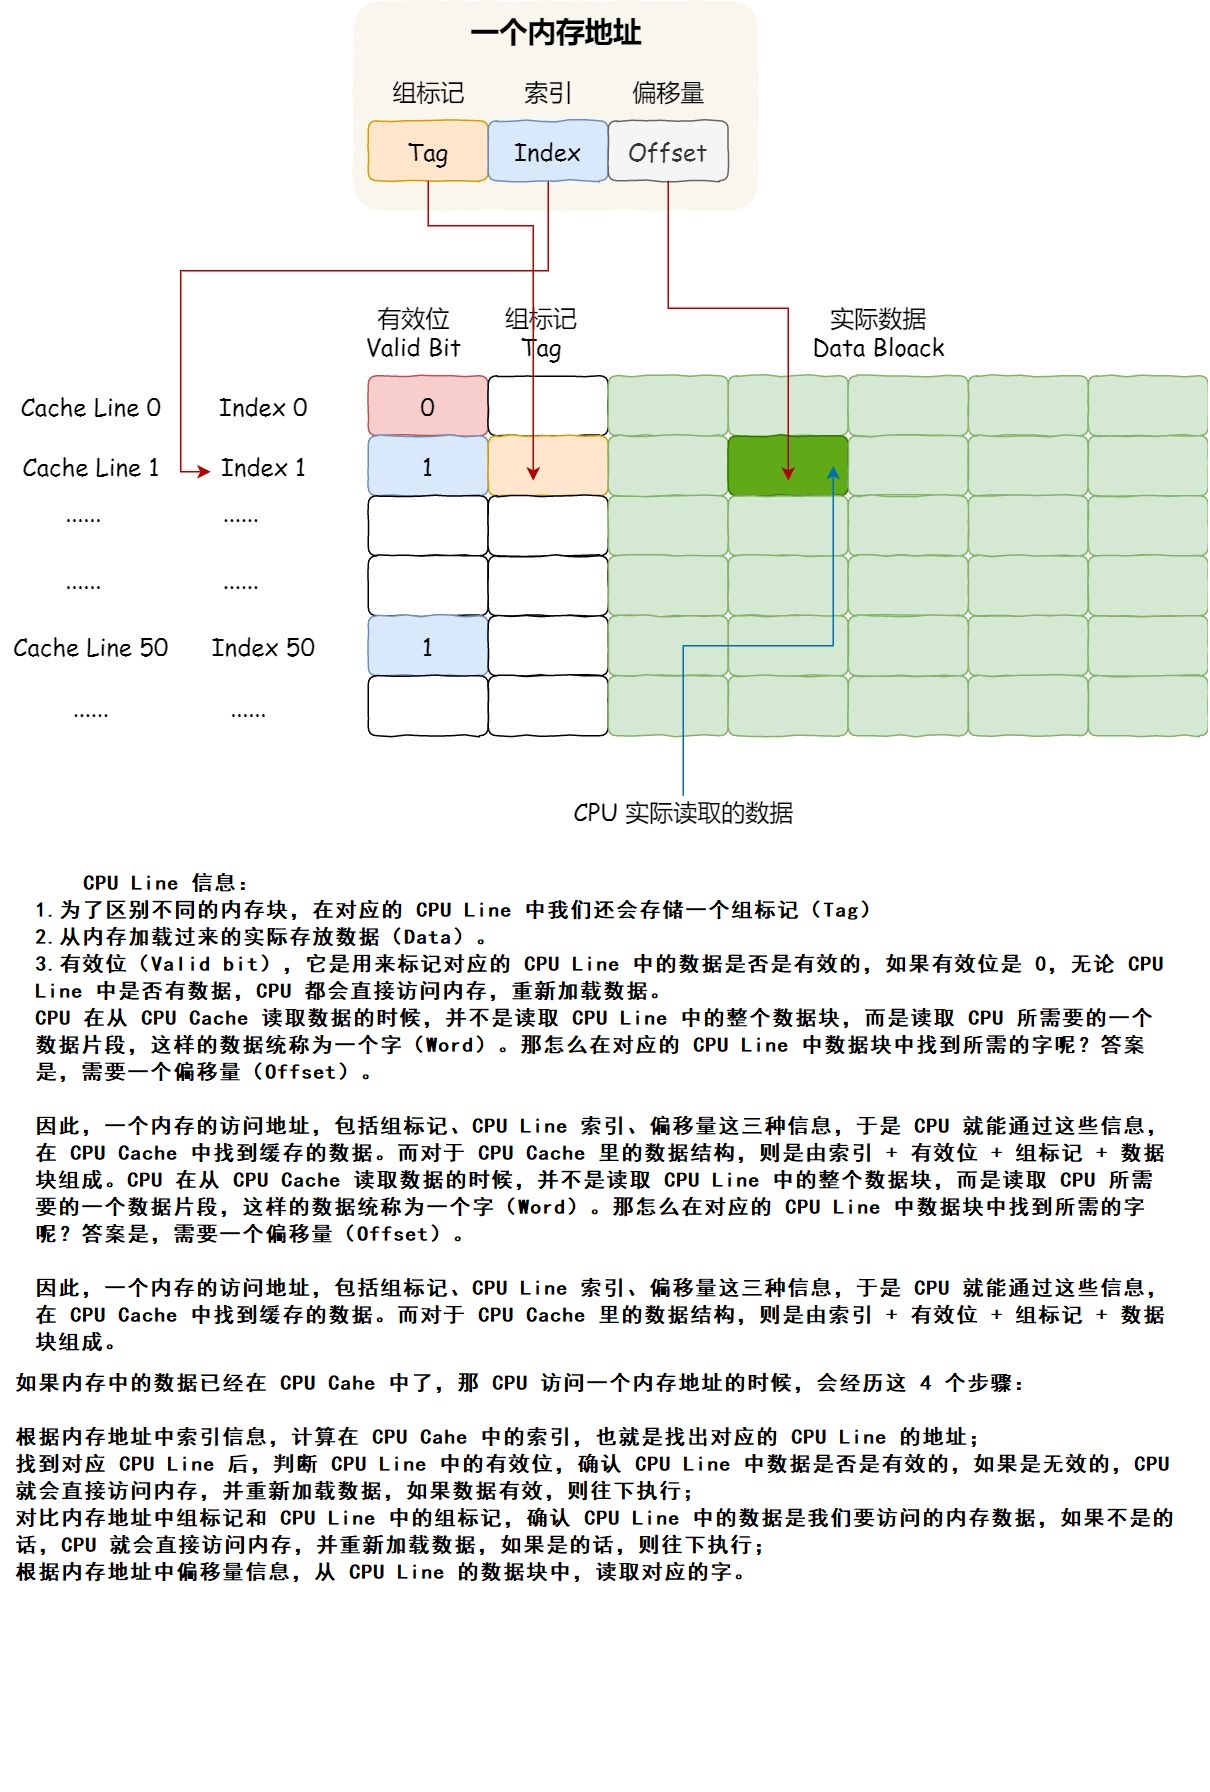 一个内存地址
组标记 索引 偏移量
Tag Index Offset
有效位 组标记 实际数据
Valid Bit Tag Data Bloack
Cache Line 0 Index 0 0
Cache Line 1 Index 1 1
...... ......
...... ......
Cache Line 50 Index 50 1
...... ......
CPU 实际读取的数据
CPU Line 信息：
1.为了区别不同的内存块，在对应的 CPU Line 中我们还会存储一个组标记（Tag）
2.从内存加载过来的实际存放数据（Data）。
3.有效位（Valid bit），它是用来标记对应的 CPU Line 中的数据是否是有效的，如果有效位是 0，无论 CPU
Line 中是否有数据，CPU 都会直接访问内存，重新加载数据。
CPU 在从 CPU Cache 读取数据的时候，并不是读取 CPU Line 中的整个数据块，而是读取 CPU 所需要的一个
数据片段，这样的数据统称为一个字（Word）。那怎么在对应的 CPU Line 中数据块中找到所需的字呢？答案
是，需要一个偏移量（Offset）。
因此，一个内存的访问地址，包括组标记、CPU Line 索引、偏移量这三种信息，于是 CPU 就能通过这些信息，
在 CPU Cache 中找到缓存的数据。而对于 CPU Cache 里的数据结构，则是由索引 + 有效位 + 组标记 + 数据
块组成。CPU 在从 CPU Cache 读取数据的时候，并不是读取 CPU Line 中的整个数据块，而是读取 CPU 所需
要的一个数据片段，这样的数据统称为一个字（Word）。那怎么在对应的 CPU Line 中数据块中找到所需的字
呢？答案是，需要一个偏移量（Offset）。
因此，一个内存的访问地址，包括组标记、CPU Line 索引、偏移量这三种信息，于是 CPU 就能通过这些信息，
在 CPU Cache 中找到缓存的数据。而对于 CPU Cache 里的数据结构，则是由索引 + 有效位 + 组标记 + 数据
块组成。
如果内存中的数据已经在 CPU Cahe 中了，那 CPU 访问一个内存地址的时候，会经历这 4 个步骤：
根据内存地址中索引信息，计算在 CPU Cahe 中的索引，也就是找出对应的 CPU Line 的地址；
找到对应 CPU Line 后，判断 CPU Line 中的有效位，确认 CPU Line 中数据是否是有效的，如果是无效的，CPU
就会直接访问内存，并重新加载数据，如果数据有效，则往下执行；
对比内存地址中组标记和 CPU Line 中的组标记，确认 CPU Line 中的数据是我们要访问的内存数据，如果不是的
话，CPU 就会直接访问内存，并重新加载数据，如果是的话，则往下执行；
根据内存地址中偏移量信息，从 CPU Line 的数据块中，读取对应的字。